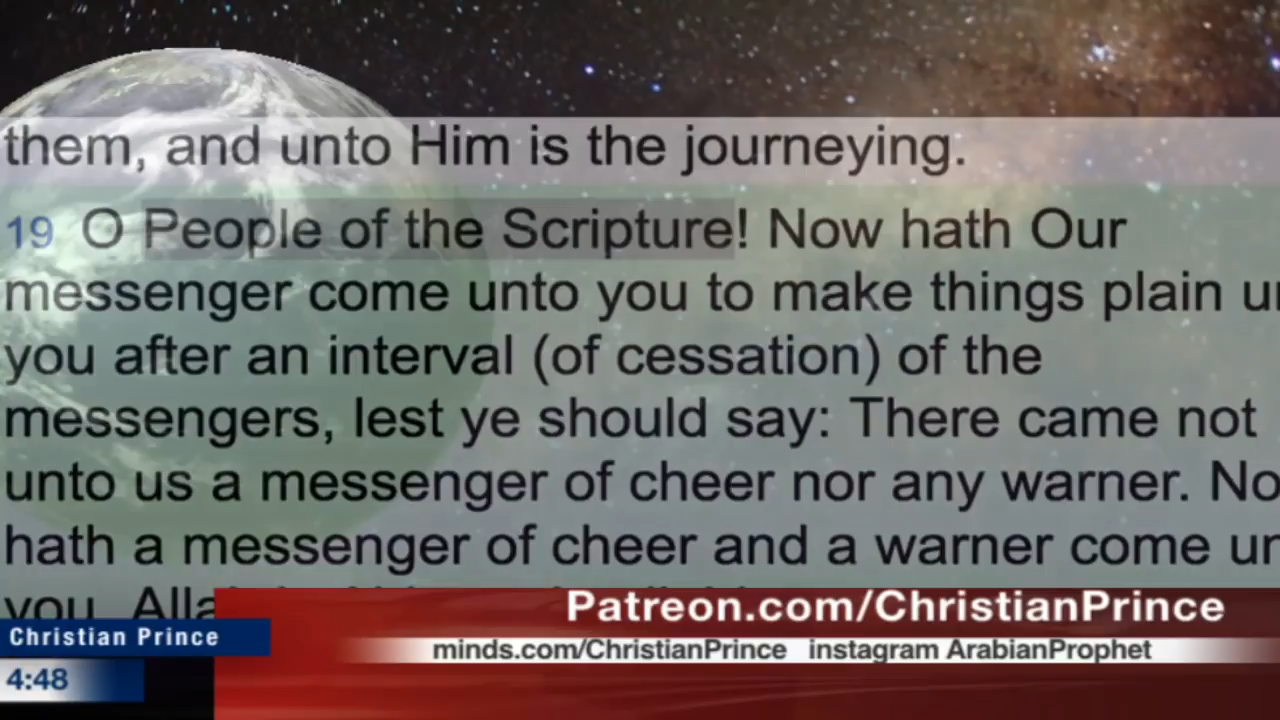 them, and unto Him is the journeying.
19 O People of the Scripture! Now hath Our
messenger come unto you to make things plain
you after an interval (of cessation) of the
messengers, lest ye should say: There came not
unto us a messenger of cheer nor any warner.
hath a messenger of cheer and a warner come
you.
Patreon.com/ChristianPrince
Christian Prince
minds.com/ChristianPrince instagram ArabianProphet
4:48